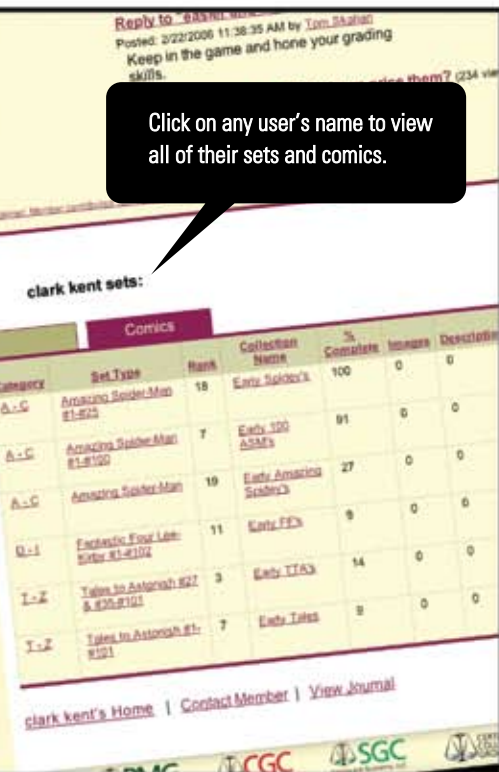 Reply to "easier
Posted: 2/22/2006 11:38:35 AM by Tom Skahan
Keep in the game and hone your grading
skills.
them? (234
Click on any user's name to view
all of their sets and comics.
clark kent sets:
Comics
Category Set Type Rank Collection Name % Complete Images
A - C Amazing Spider-Man #1-#25 18 Early Spidey's 100 0 0
A - C Amazing Spider-Man #1-#100 7 Early 100 ASM's 91 0 0
A - C Amazing Spider-Man 19 Early Amazing Spidey's 27 0 0
D - I Fantastic Four Lee-Kirby #1-#102 11 Early FF's 9 0 0
T - Z Tales to Astonish #27 & #35-#101 3 Early TTA's 14 0 0
T - Z Tales to Astonish #1-#101 7 Early Tales 9 0 0
clark kent's Home | Contact Member | View Journal
CGC SGC